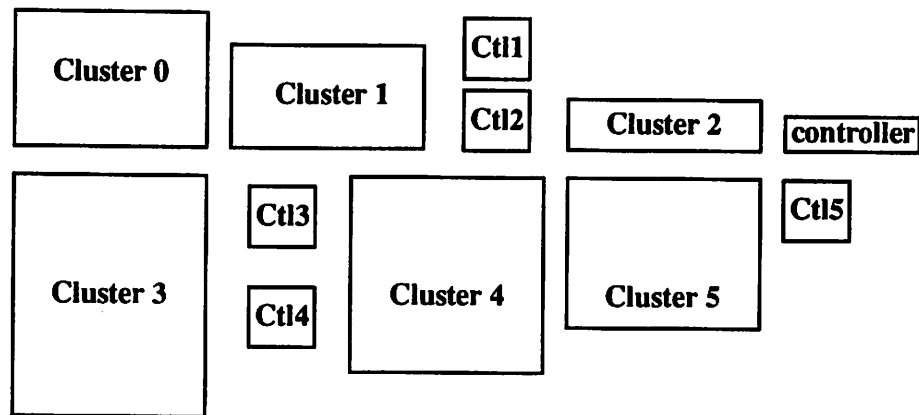 Cluster 0
Cluster 1
Ctl1
Ctl2
Cluster 2
controller
Cluster 3
Ctl3
Ctl4
Cluster 4
Cluster 5
Ctl5